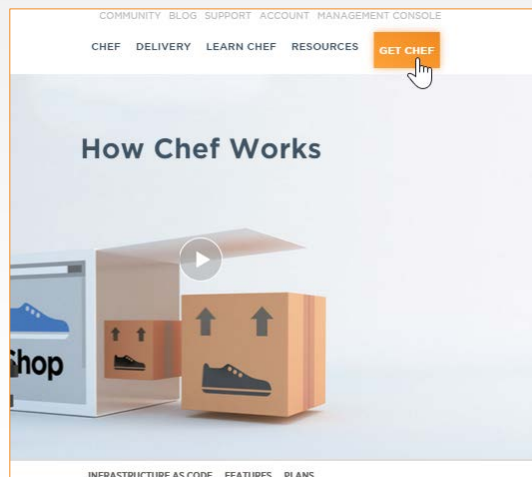 COMMUNITY BLOG SUPPORT ACCOUNT MANAGEMENT CONSOLE
CHEF DELIVERY LEARN CHEF RESOURCES GET CHEF
How Chef Works
Shop
INFRASTRUCTURE AS CODE FEATURES PLANS